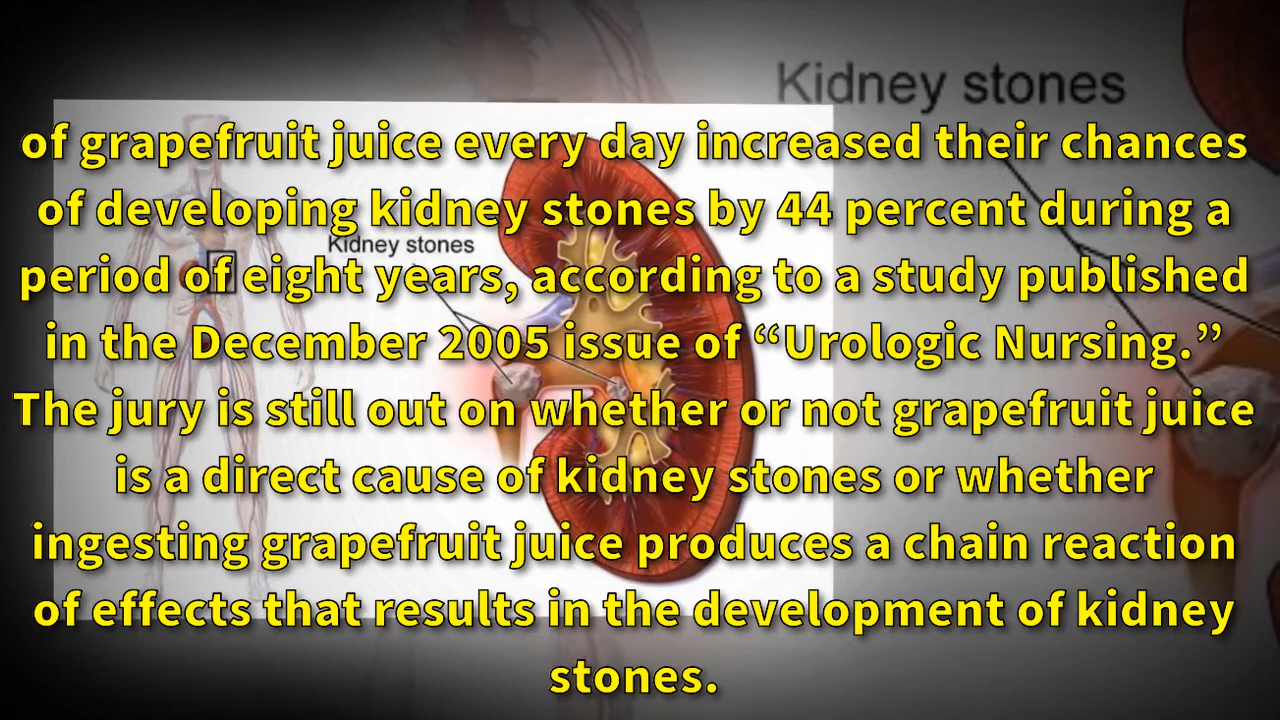 Kidney stones
of grapefruit juice every day increased their chances
of developing kidney stones by 44 percent during a
Kidney stones
period of eight years, according to a study published
in the December 2005 issue of “Urologic Nursing.”
The jury is still out on whether or not grapefruit juice
is a direct cause of kidney stones or whether
ingesting grapefruit juice produces a chain reaction
of effects that results in the development of kidney
stones.